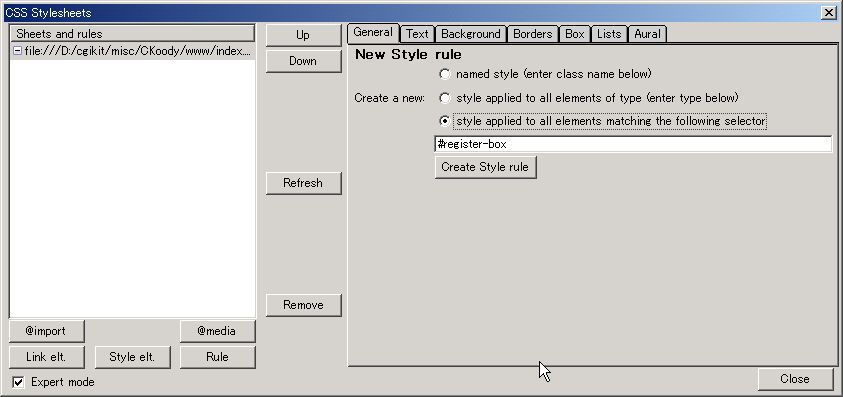 CSS Stylesheets
Sheets and rules
file:///D:/cgikit/misc/CKoody/www/index....
Up
Down
Refresh
Remove
@import
@media
Link elt.
Style elt.
Rule
Expert mode
General Text Background Borders Box Lists Aural
New Style rule
named style (enter class name below)
Create a new: style applied to all elements of type (enter type below)
style applied to all elements matching the following selector
#register-box
Create Style rule
Close